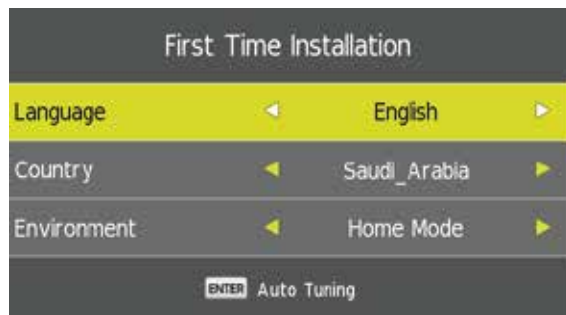 First Time Installation
Language English
Country Saudi_Arabia
Environment Home Mode
ENTER Auto Tuning